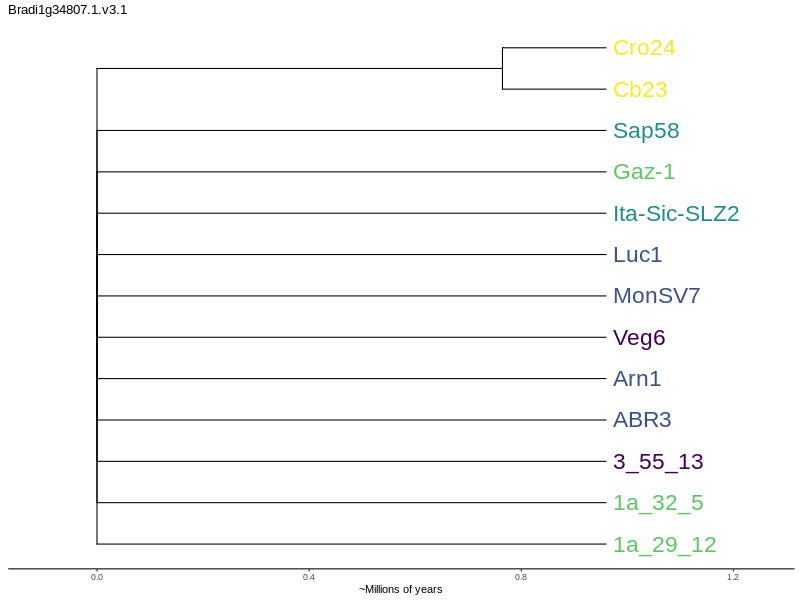 Bradi1g34807.1.v3.1
Cro24
Cb23
Sap58
Gaz-1
Ita-Sic-SLZ2
Luc1
MonSV7
Veg6
Arn1
ABR3
3_55_13
1a_32_5
1a_29_12
0.0 0.4 0.8 1.2
~Millions of years